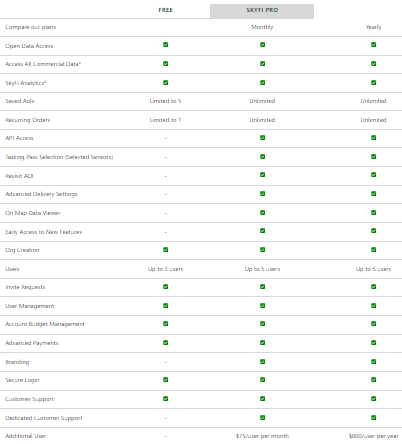 FREE SKYFI PRO
Compare our plans Monthly Yearly
Open Data Access
Access All Commercial Data*
SkyFi Analytics*
Saved AoIs Limited to 5 Unlimited Unlimited
Recurring Orders Limited to 1 Unlimited Unlimited
API Access -
Tasking Pass Selection (Selected Sensors) -
Revisit AOI -
Advanced Delivery Settings -
On Map Data Viewer -
Early Access to New Features -
Org Creation
Users Up to 3 users Up to 5 users Up to 5 users
Invite Requests
User Management
Account Budget Management
Advanced Payments
Branding -
Secure Login
Customer Support
Dedicated Customer Support -
Additional User - $75/user per month $800/user per year